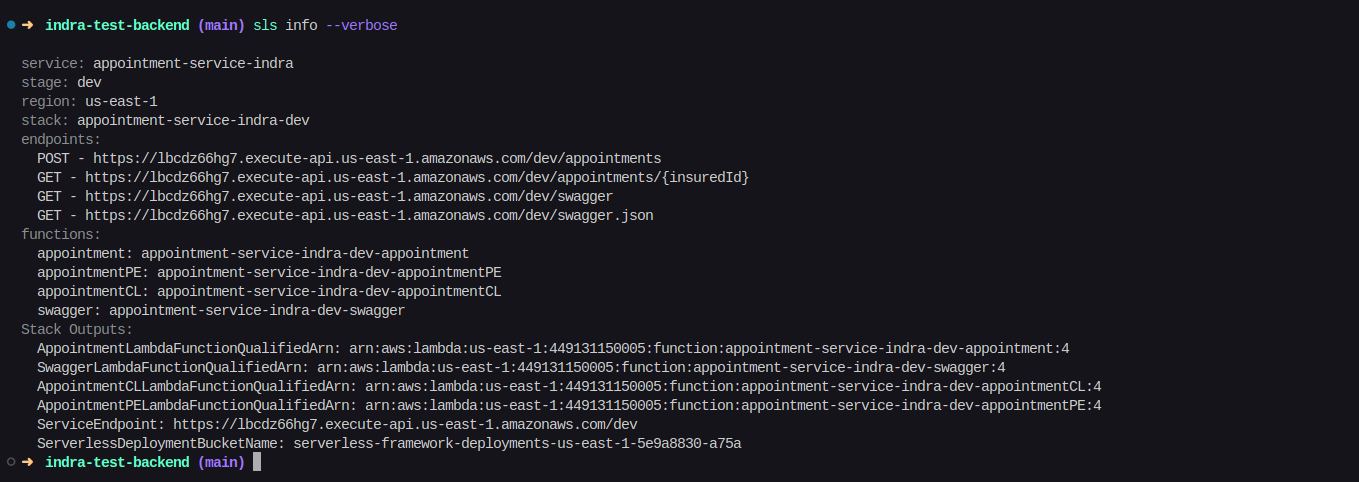 ➜ indra-test-backend (main) sls info --verbose
service: appointment-service-indra
stage: dev
region: us-east-1
stack: appointment-service-indra-dev
endpoints:
POST - https://lbcdz66hg7.execute-api.us-east-1.amazonaws.com/dev/appointments
GET - https://lbcdz66hg7.execute-api.us-east-1.amazonaws.com/dev/appointments/{insuredId}
GET - https://lbcdz66hg7.execute-api.us-east-1.amazonaws.com/dev/swagger
GET - https://lbcdz66hg7.execute-api.us-east-1.amazonaws.com/dev/swagger.json
functions:
appointment: appointment-service-indra-dev-appointment
appointmentPE: appointment-service-indra-dev-appointmentPE
appointmentCL: appointment-service-indra-dev-appointmentCL
swagger: appointment-service-indra-dev-swagger
Stack Outputs:
AppointmentLambdaFunctionQualifiedArn: arn:aws:lambda:us-east-1:449131150005:function:appointment-service-indra-dev-appointment:4
SwaggerLambdaFunctionQualifiedArn: arn:aws:lambda:us-east-1:449131150005:function:appointment-service-indra-dev-swagger:4
AppointmentCLLambdaFunctionQualifiedArn: arn:aws:lambda:us-east-1:449131150005:function:appointment-service-indra-dev-appointmentCL:4
AppointmentPELambdaFunctionQualifiedArn: arn:aws:lambda:us-east-1:449131150005:function:appointment-service-indra-dev-appointmentPE:4
ServiceEndpoint: https://lbcdz66hg7.execute-api.us-east-1.amazonaws.com/dev
ServerlessDeploymentBucketName: serverless-framework-deployments-us-east-1-5e9a8830-a75a
➜ indra-test-backend (main)